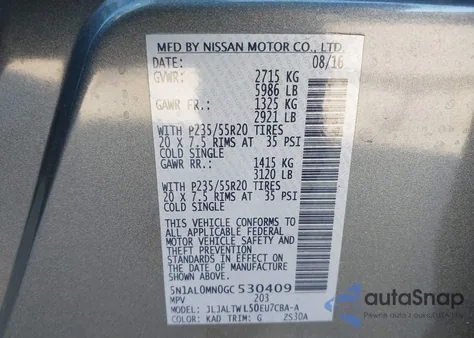 MFD BY NISSAN MOTOR CO., LTD.
DATE: 08/16
GVWR: 2715 KG
5986 LB
GAWR FR.: 1325 KG
2921 LB
WITH P235/55R20 TIRES
20 X 7.5 RIMS AT 35 PSI
COLD SINGLE
GAWR RR.: 1415 KG
3120 LB
WITH P235/55R20 TIRES
20 X 7.5 RIMS AT 35 PSI
COLD SINGLE
THIS VEHICLE CONFORMS TO
ALL APPLICABLE FEDERAL
MOTOR VEHICLE SAFETY AND
THEFT PREVENTION
STANDARDS IN EFFECT ON
THE DATE OF MANUFACTURE
SHOWN ABOVE.
5N1AL0MN0GC530409
MPV 203
MODEL: JLJALTWL50EU7CBA-A
COLOR: KAD TRIM: G 2S30A
autoSnap
.autosnap.com